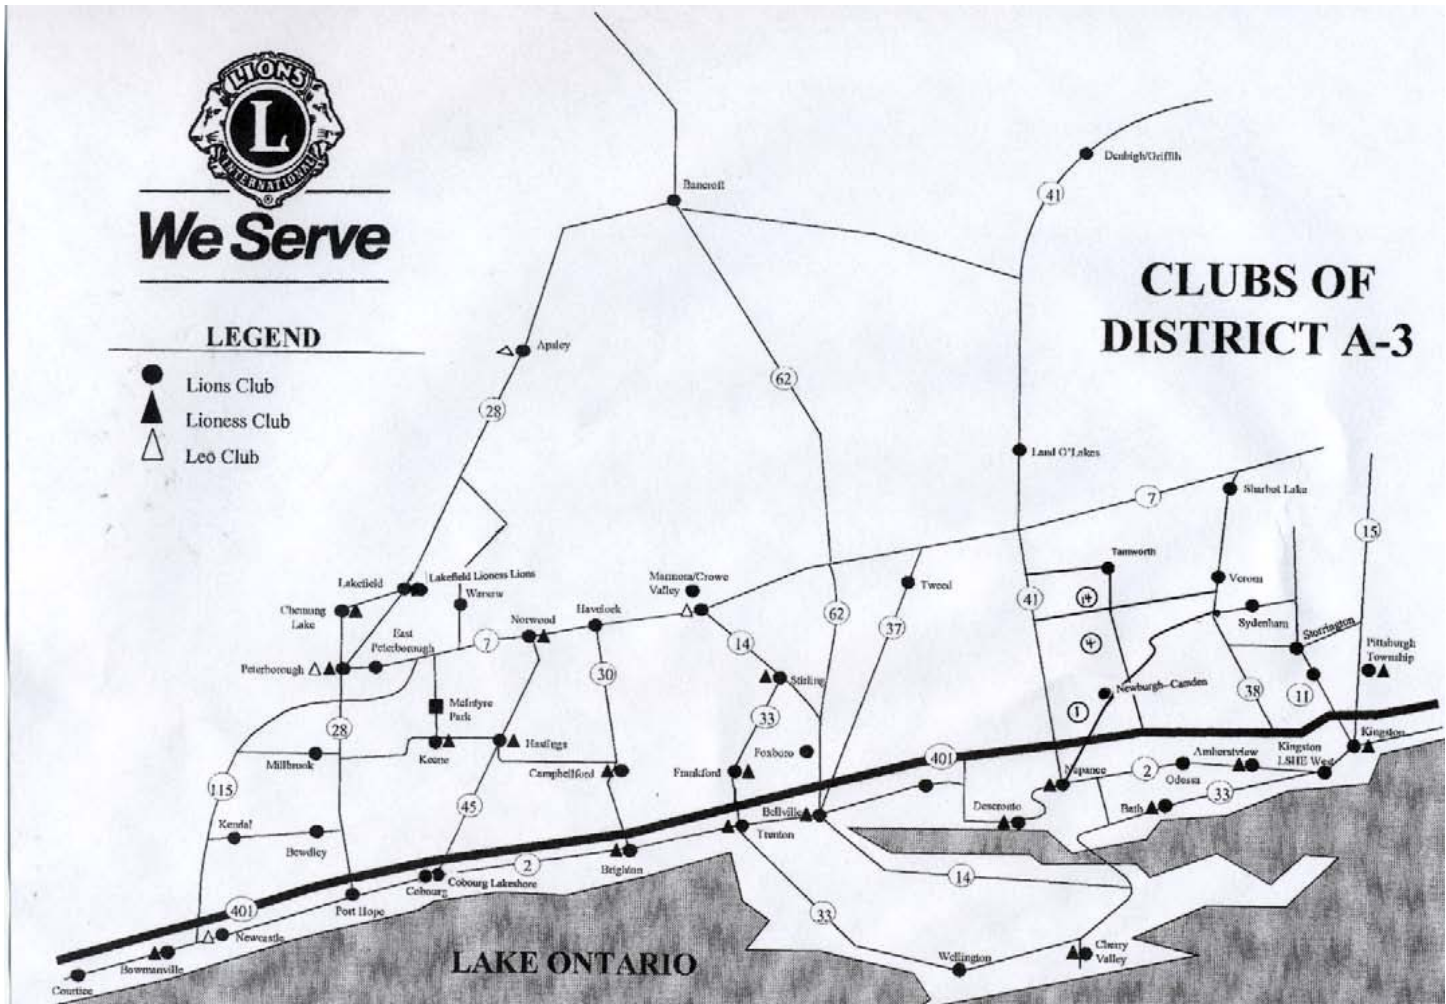 LIONS
L
INTERNATIONAL
®
We Serve
LEGEND
Lions Club
Lioness Club
Leo Club
CLUBS OF
DISTRICT A-3
Bancroft
Denbigh/Griffith
41
Apsley
62
28
Land O'Lakes
7
Sharbot Lake
15
Lakefield
Lakefield Lioness Lions
Warsaw
Chemung
Lake
Marmora/Crowe
Valley
Tweed
Tamworth
Verona
14
41
Sydenham
Havelock
Norwood
7
East
Peterborough
Peterborough
62
37
14
4
Storrington
Pittsburgh
Township
30
Stirling
33
Newburgh-Camden
1
38
11
McIntyre
Park
28
Keene
Hastings
Foxboro
Millbrook
Campbellford
Frankford
401
Kingston
Kingston
LSHE West
Amherstview
Napanee
2
Odessa
33
Bath
115
45
Kendal
Bewdley
Bellville
Trenton
Deseronto
Brighton
2
Cobourg
Cobourg Lakeshore
14
Port Hope
401
Newcastle
33
Bowmanville
Courtice
LAKE ONTARIO
Wellington
Cherry
Valley